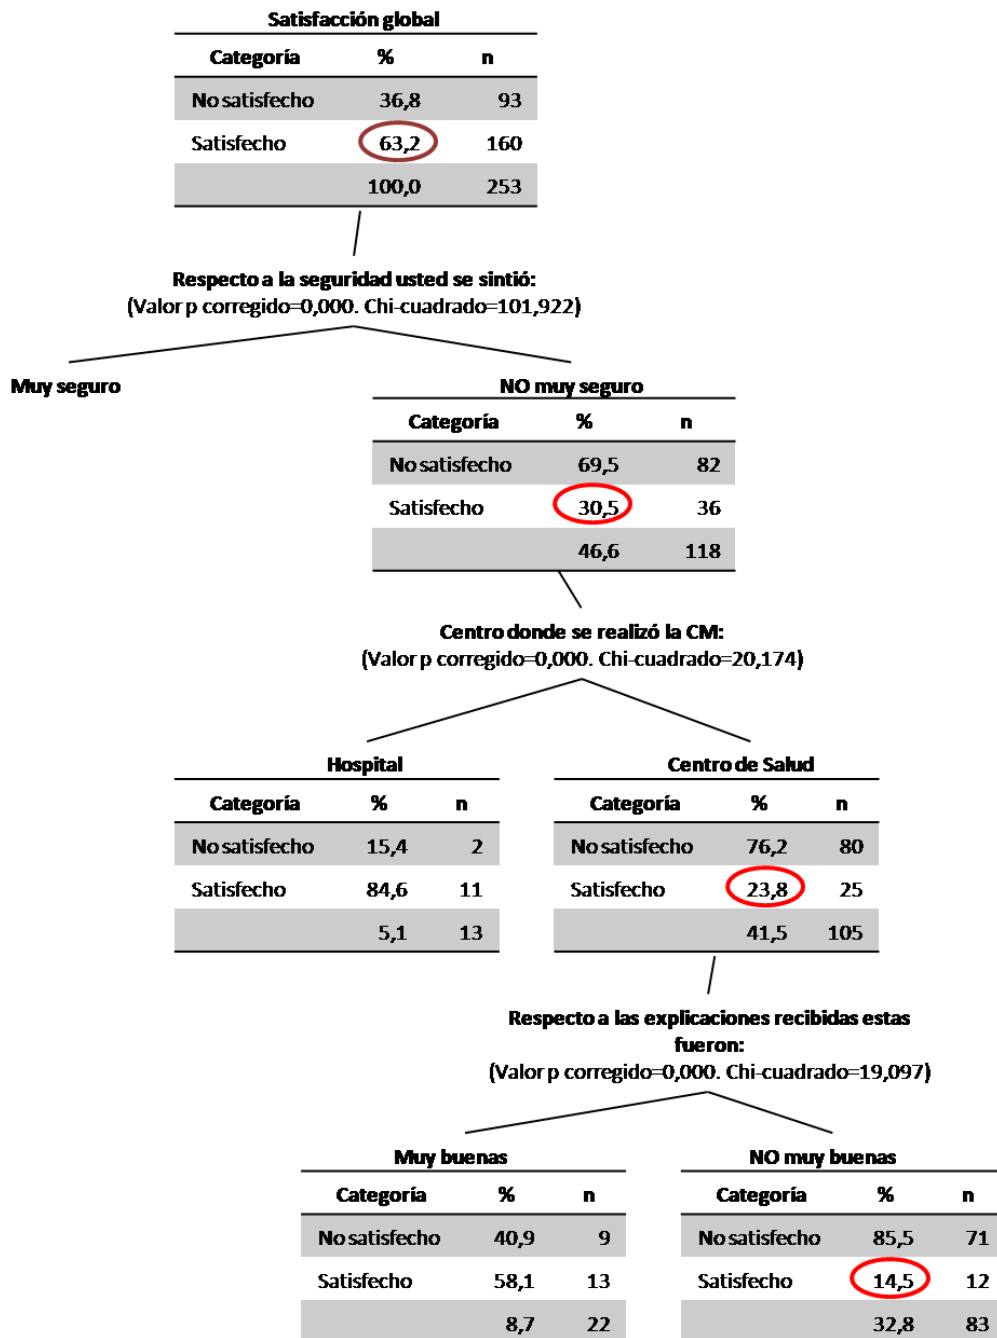 Satisfacción global
Categoría % n
No satisfecho 36,8 93
Satisfecho 63,2 160
100,0 253
Respecto a la seguridad usted se sintió:
(Valor p corregido=0,000. Chi-cuadrado=101,922)
Muy seguro
NO muy seguro
Categoría % n
No satisfecho 69,5 82
Satisfecho 30,5 36
46,6 118
Centro donde se realizó la CM:
(Valor p corregido=0,000. Chi-cuadrado=20,174)
Hospital
Categoría % n
No satisfecho 15,4 2
Satisfecho 84,6 11
5,1 13
Centro de Salud
Categoría % n
No satisfecho 76,2 80
Satisfecho 23,8 25
41,5 105
Respecto a las explicaciones recibidas estas
fueron:
(Valor p corregido=0,000. Chi-cuadrado=19,097)
Muy buenas
Categoría % n
No satisfecho 40,9 9
Satisfecho 58,1 13
8,7 22
NO muy buenas
Categoría % n
No satisfecho 85,5 71
Satisfecho 14,5 12
32,8 83